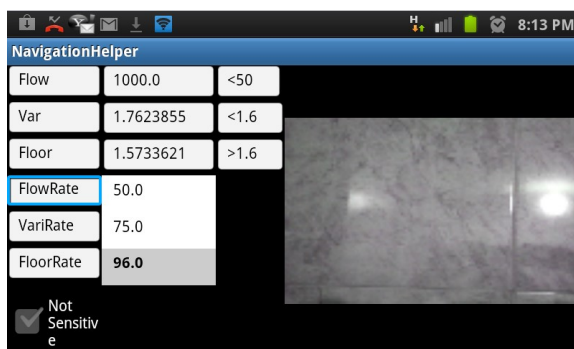 H 8:13 PM
NavigationHelper
Flow 1000.0 <50
Var 1.7623855 <1.6
Floor 1.5733621 >1.6
FlowRate 50.0
VariRate 75.0
FloorRate 96.0
Not
Sensitiv
e